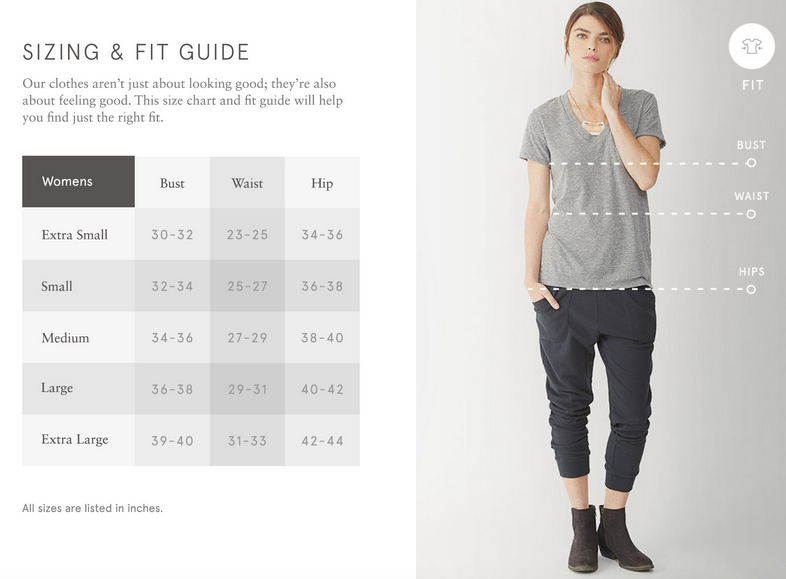 SIZING & FIT GUIDE
Our clothes aren't just about looking good; they're also
about feeling good. This size chart and fit guide will help
you find just the right fit.
Womens Bust Waist Hip
Extra Small 30-32 23-25 34-36
Small 32-34 25-27 36-38
Medium 34-36 27-29 38-40
Large 36-38 29-31 40-42
Extra Large 39-40 31-33 42-44
All sizes are listed in inches.
FIT
BUST
WAIST
HIPS